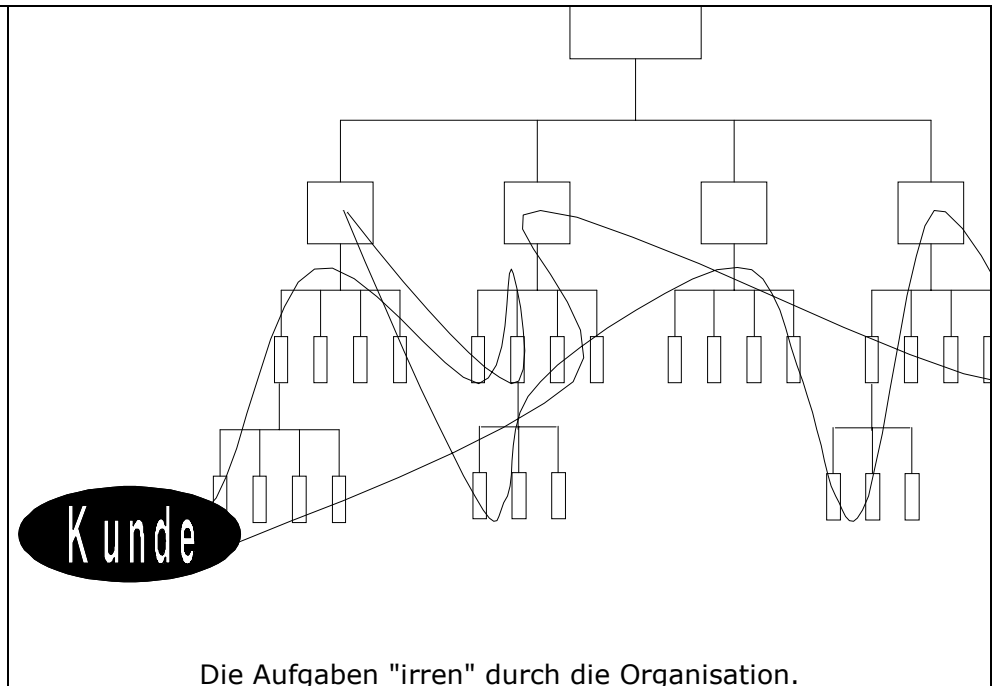 Kunde
Die Aufgaben "irren" durch die Organisation.